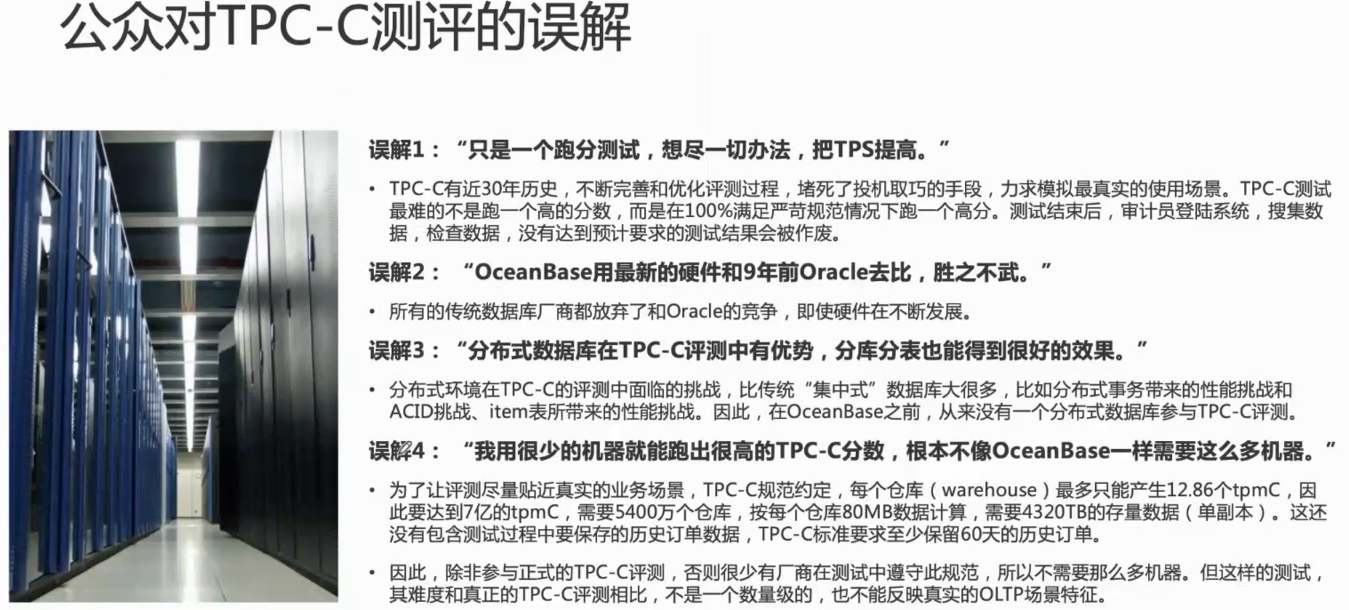 公众对TPC-C测评的误解
误解1：“只是一个跑分测试，想尽一切办法，把TPS提高。”
• TPC-C有近30年历史，不断完善和优化评测过程，堵死了投机取巧的手段，力求模拟最真实的使用场景。TPC-C测试
最难的不是跑一个高的分数，而是在100%满足严苛规范情况下跑一个高分。测试结束后，审计员登陆系统，搜集数
据，检查数据，没有达到预计要求的测试结果会被作废。
误解2： “OceanBase用最新的硬件和9年前Oracle去比，胜之不武。”
• 所有的传统数据库厂商都放弃了和Oracle的竞争，即使硬件在不断发展。
误解3：“分布式数据库在TPC-C评测中有优势，分库分表也能得到很好的效果。”
• 分布式环境在TPC-C的评测中面临的挑战，比传统“集中式”数据库大很多，比如分布式事务带来的性能挑战和
ACID挑战、item表所带来的性能挑战。因此，在OceanBase之前，从来没有一个分布式数据库参与TPC-C评测。
误解4： “我用很少的机器就能跑出很高的TPC-C分数，根本不像OceanBase一样需要这么多机器。”
• 为了让评测尽量贴近真实的业务场景，TPC-C规范约定，每个仓库（warehouse）最多只能产生12.86个tpmC，因
此要达到7亿的tpmC，需要5400万个仓库，按每个仓库80MB数据计算，需要4320TB的存量数据（单副本）。这还
没有包含测试过程中要保存的历史订单数据，TPC-C标准要求至少保留60天的历史订单。
• 因此，除非参与正式的TPC-C评测，否则很少有厂商在测试中遵守此规范，所以不需要那么多机器。但这样的测试，
其难度和真正的TPC-C评测相比，不是一个数量级的，也不能反映真实的OLTP场景特征。